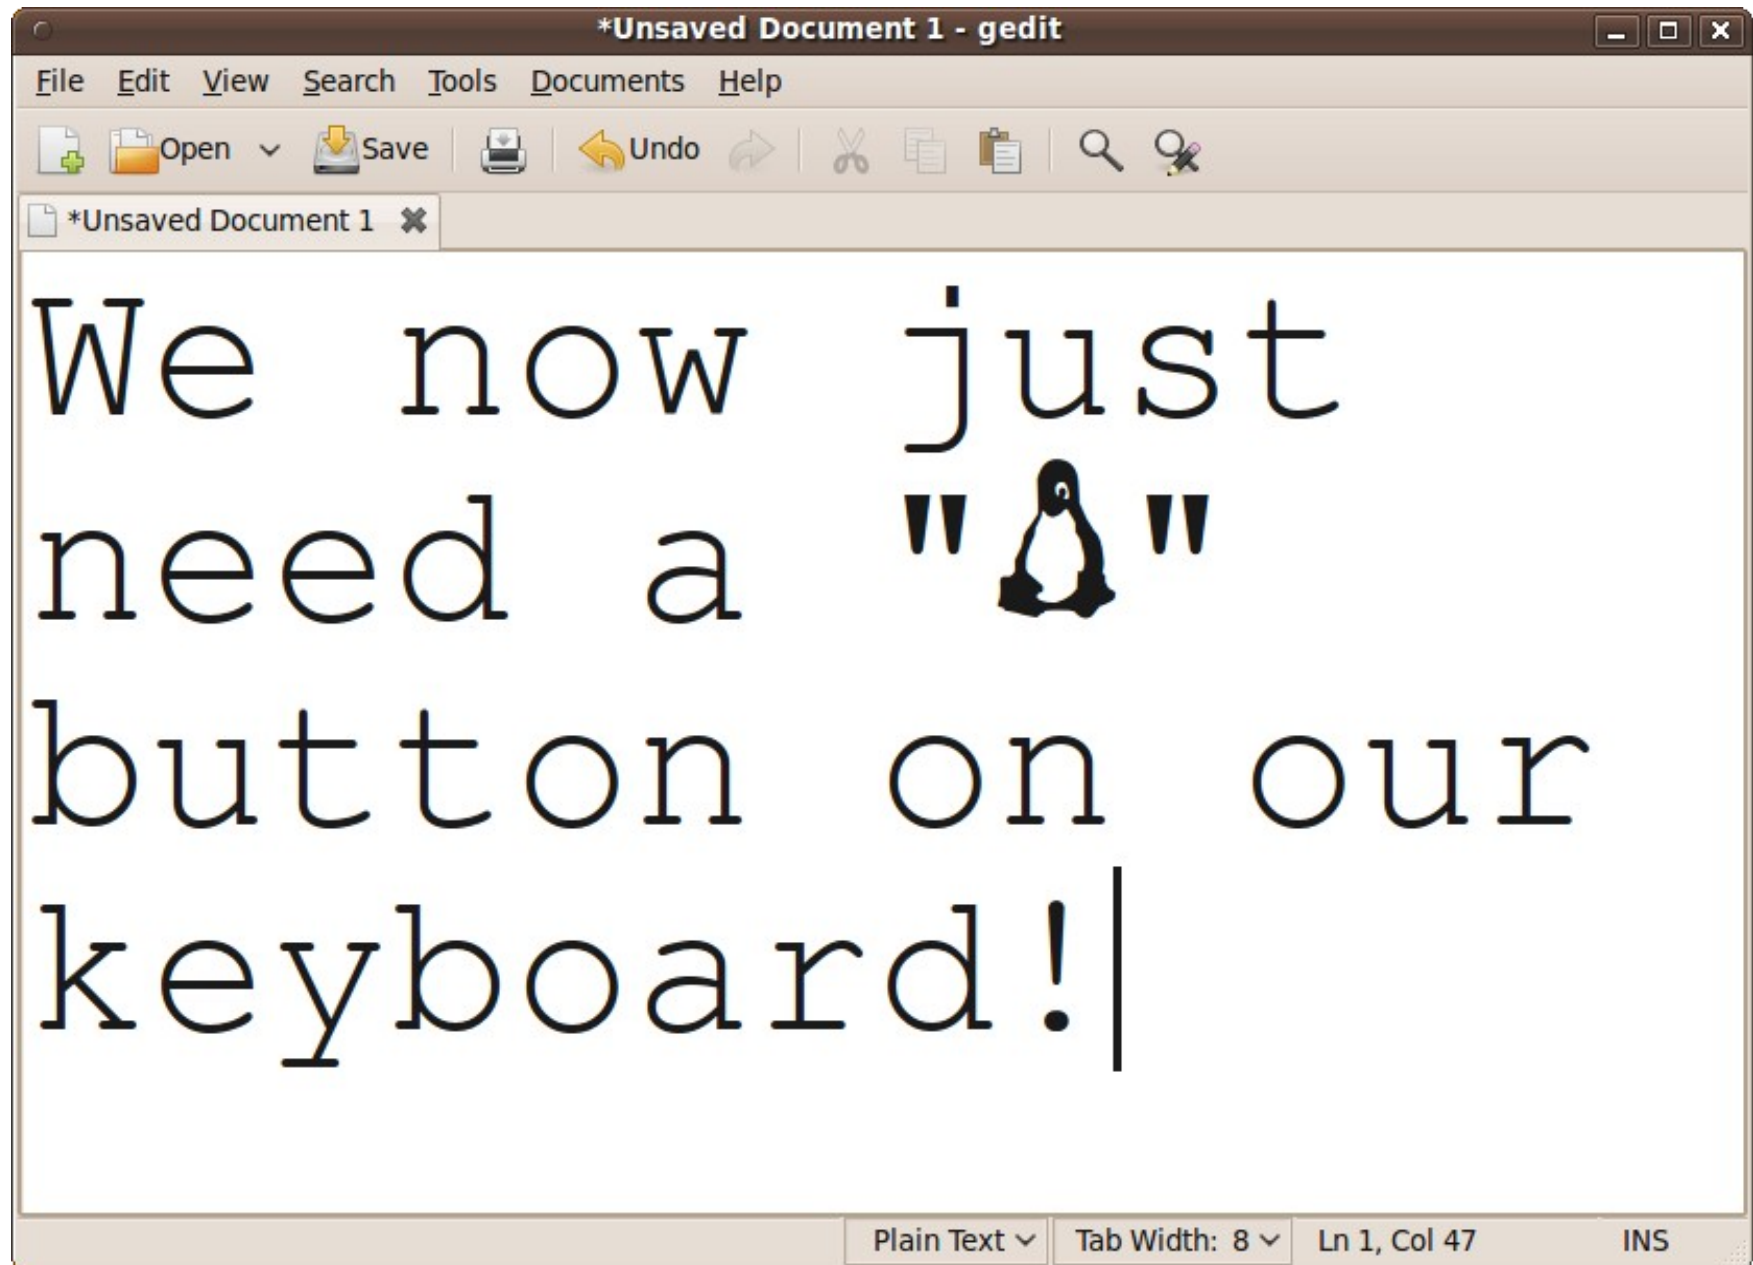 *Unsaved Document 1 - gedit
File Edit View Search Tools Documents Help
Open Save Undo
*Unsaved Document 1
We now just
need a "🐧"
button on our
keyboard!
Plain Text Tab Width: 8 Ln 1, Col 47 INS